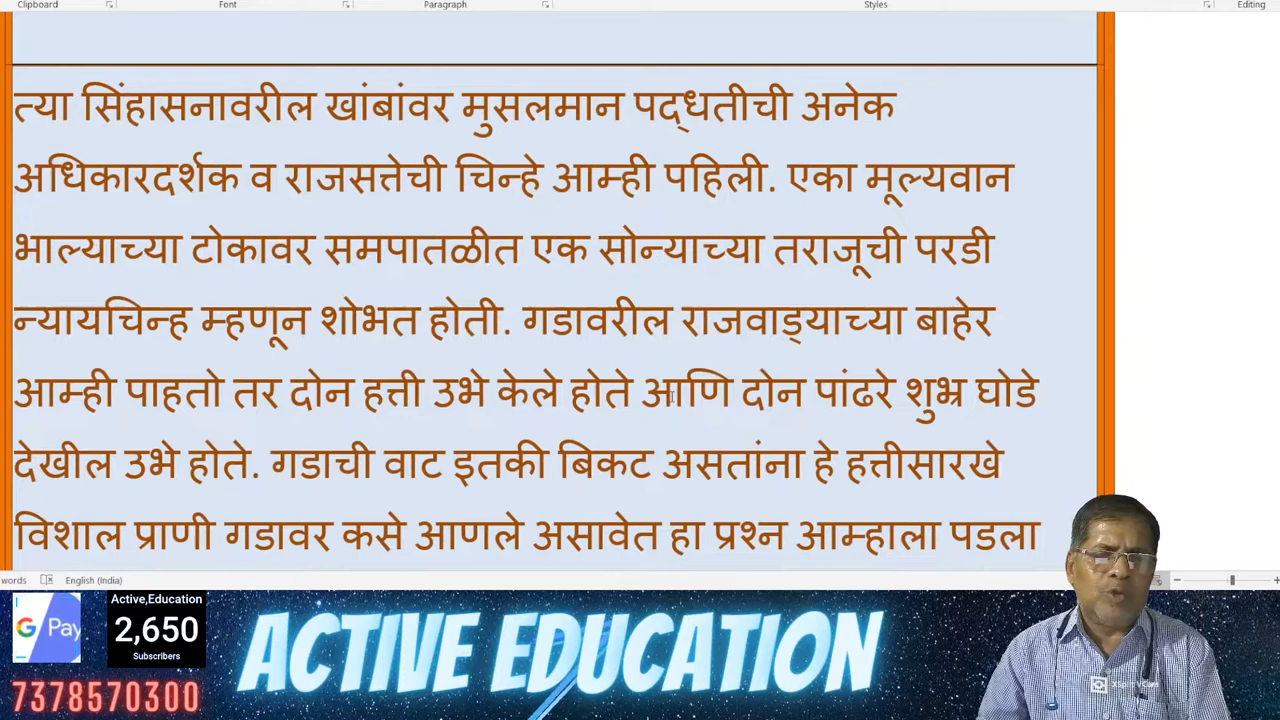 Clipboard Font Paragraph Styles Editing
त्या सिंहासनावरील खांबांवर मुसलमान पद्धतीची अनेक
अधिकारदर्शक व राजसत्तेची चिन्हे आम्ही पहिली. एका मूल्यवान
भाल्याच्या टोकावर समपातळीत एक सोन्याच्या तराजूची परडी
न्यायचिन्ह म्हणून शोभत होती. गडावरील राजवाड्याच्या बाहेर
आम्ही पाहतो तर दोन हत्ती उभे केले होते आणि दोन पांढरे शुभ्र घोडे
देखील उभे होते. गडाची वाट इतकी बिकट असतांना हे हत्तीसारखे
विशाल प्राणी गडावर कसे आणले असावेत हा प्रश्न आम्हाला पडला
words English (India)
G Pay
Active,Education
2,650
Subscribers
7378570300
ACTIVE EDUCATION
XSplit VCam